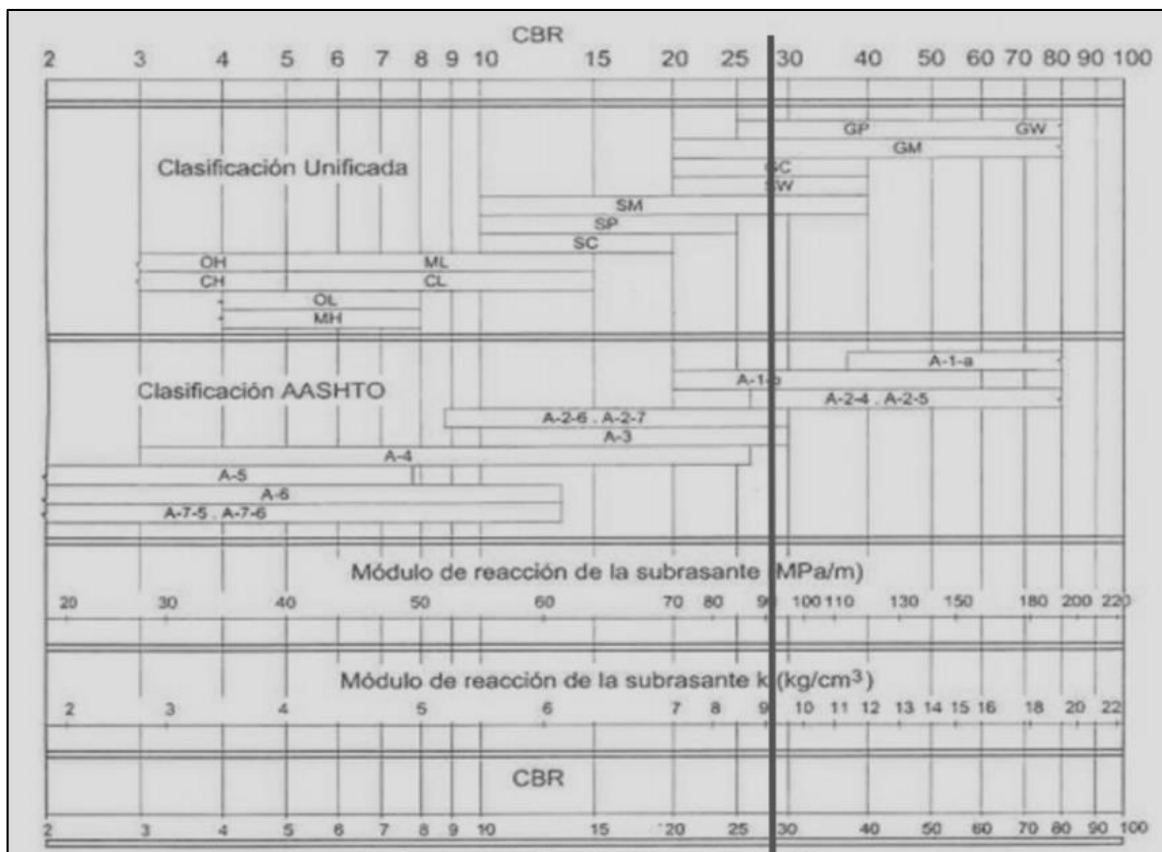 CBR
2 3 4 5 6 7 8 9 10 15 20 25 30 40 50 60 70 80 90 100
GP GW
GM
Clasificación Unificada
GC
SW
SM
SP
SC
OH ML
CH CL
OL
MH
A-1-a
A-1-b
Clasificación AASHTO
A-2-4 . A-2-5
A-2-6 . A-2-7
A-3
A-4
A-5
A-6
A-7-5 . A-7-6
Módulo de reacción de la subrasante (MPa/m)
20 30 40 50 60 70 80 90 100 110 130 150 180 200 220
Módulo de reacción de la subrasante k (kg/cm³)
2 3 4 5 6 7 8 9 10 11 12 13 14 15 16 18 20 22
CBR
2 3 4 5 6 7 8 9 10 15 20 25 30 40 50 60 70 80 90 100